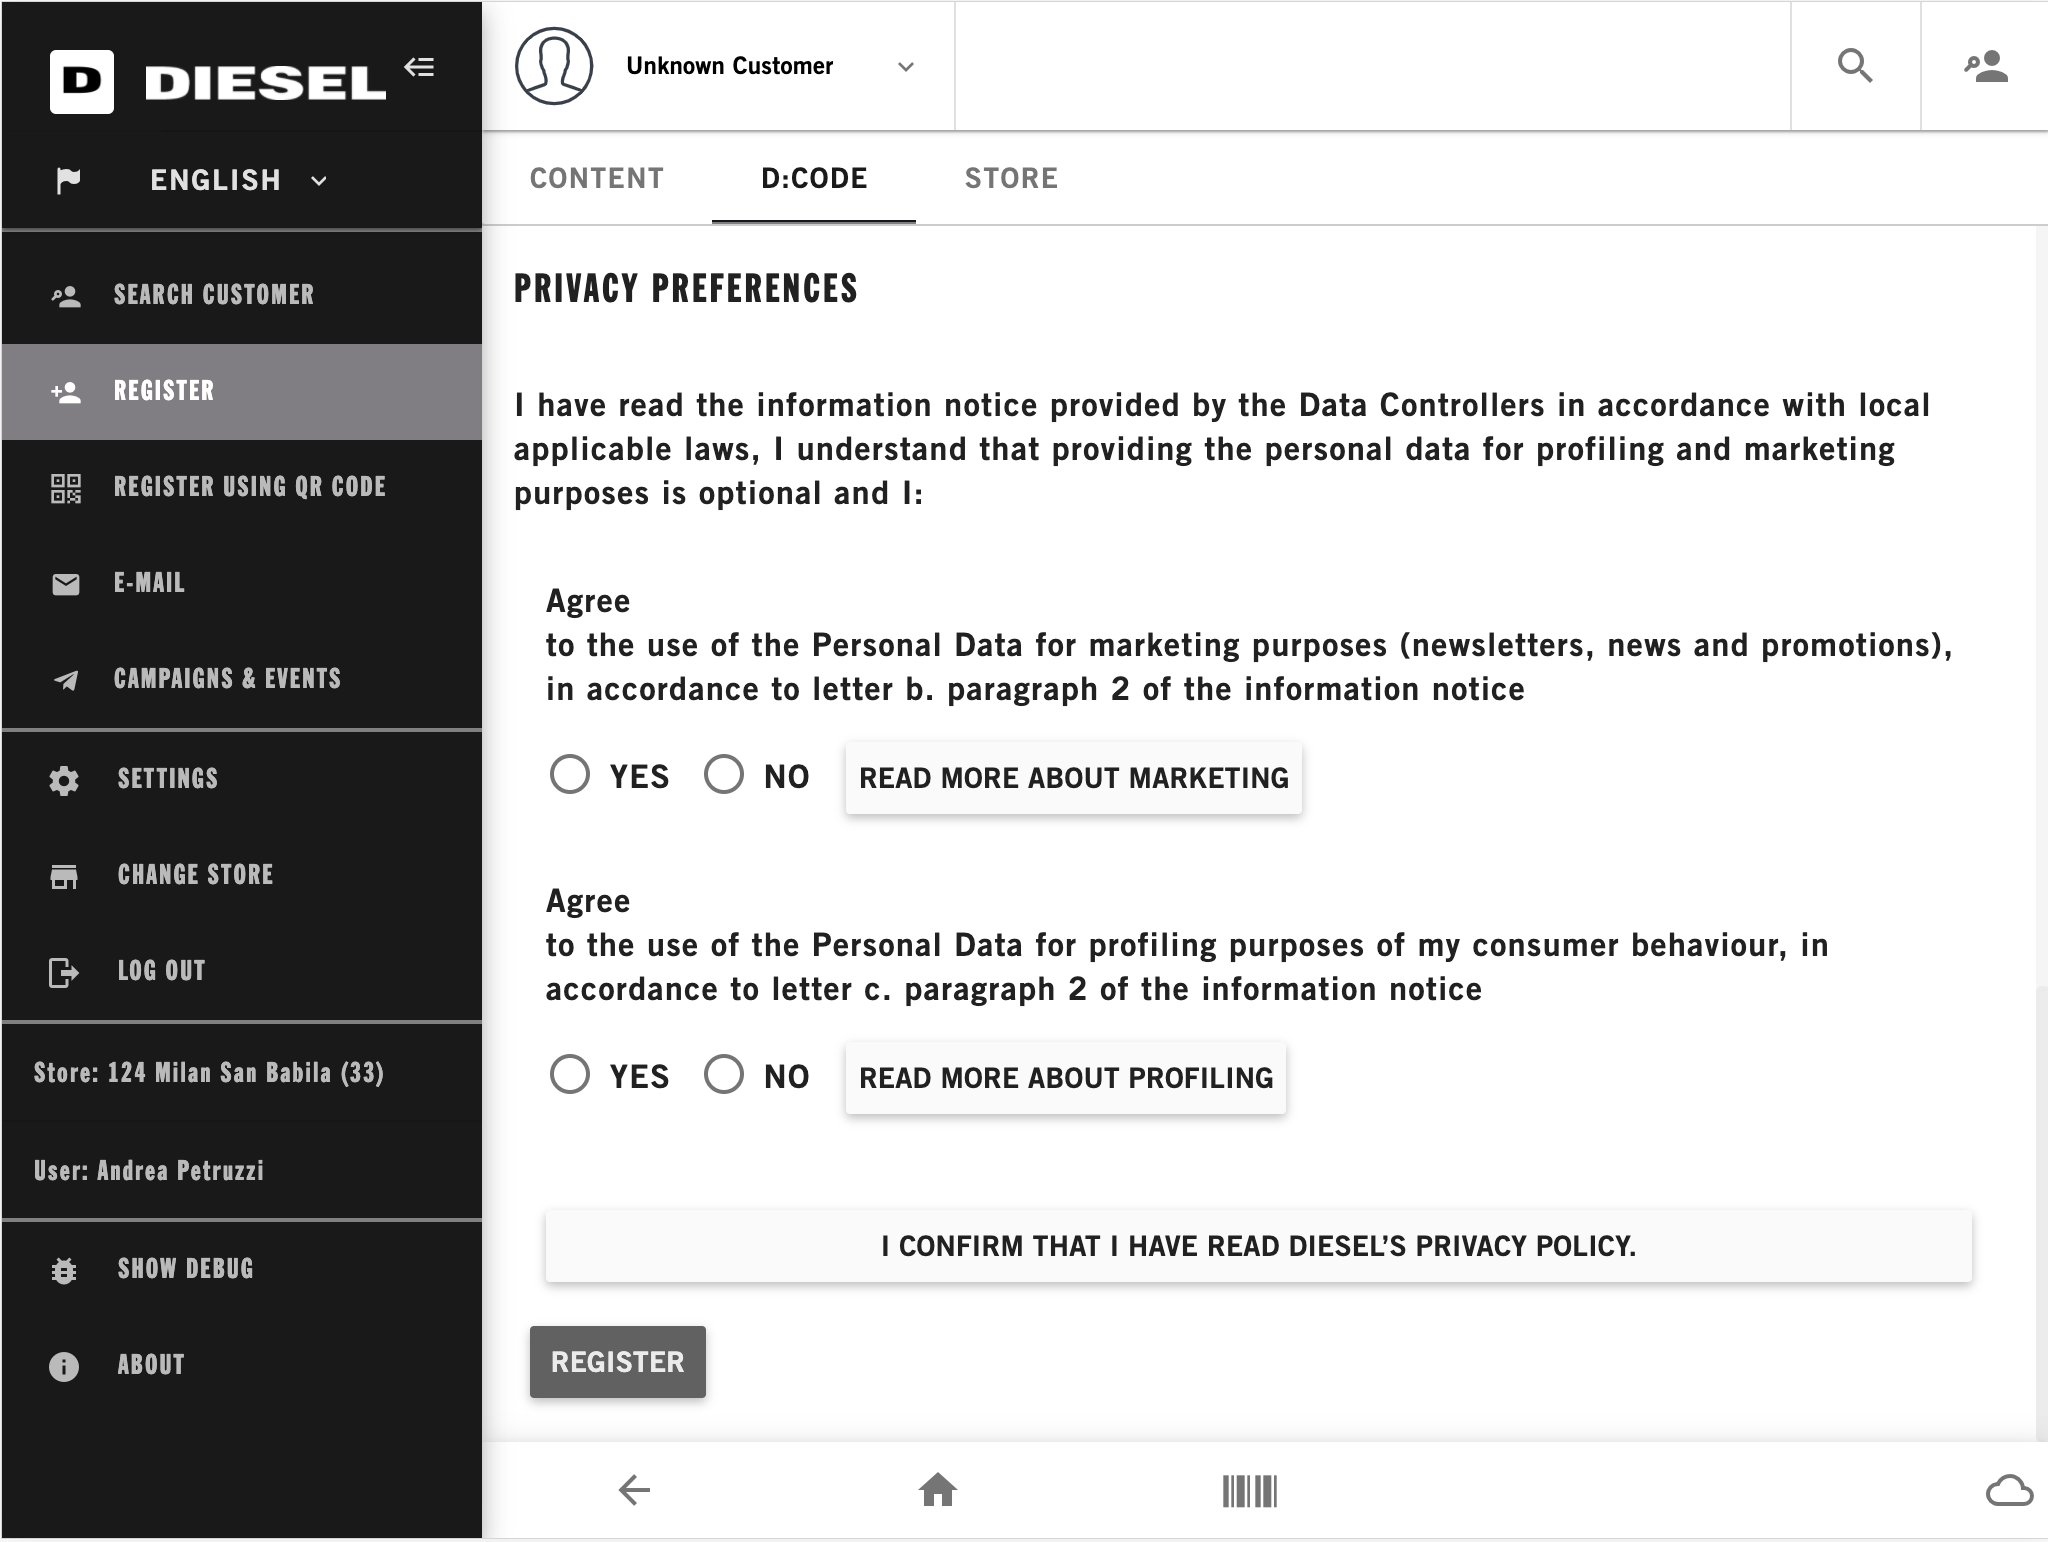 D DIESEL
ENGLISH
SEARCH CUSTOMER
REGISTER
REGISTER USING QR CODE
E-MAIL
CAMPAIGNS & EVENTS
SETTINGS
CHANGE STORE
LOG OUT
Store: 124 Milan San Babila (33)
User: Andrea Petruzzi
SHOW DEBUG
ABOUT
Unknown Customer
CONTENT D:CODE STORE
PRIVACY PREFERENCES
I have read the information notice provided by the Data Controllers in accordance with local
applicable laws, I understand that providing the personal data for profiling and marketing
purposes is optional and I:
Agree
to the use of the Personal Data for marketing purposes (newsletters, news and promotions),
in accordance to letter b. paragraph 2 of the information notice
YES NO READ MORE ABOUT MARKETING
Agree
to the use of the Personal Data for profiling purposes of my consumer behaviour, in
accordance to letter c. paragraph 2 of the information notice
YES NO READ MORE ABOUT PROFILING
I CONFIRM THAT I HAVE READ DIESEL’S PRIVACY POLICY.
REGISTER